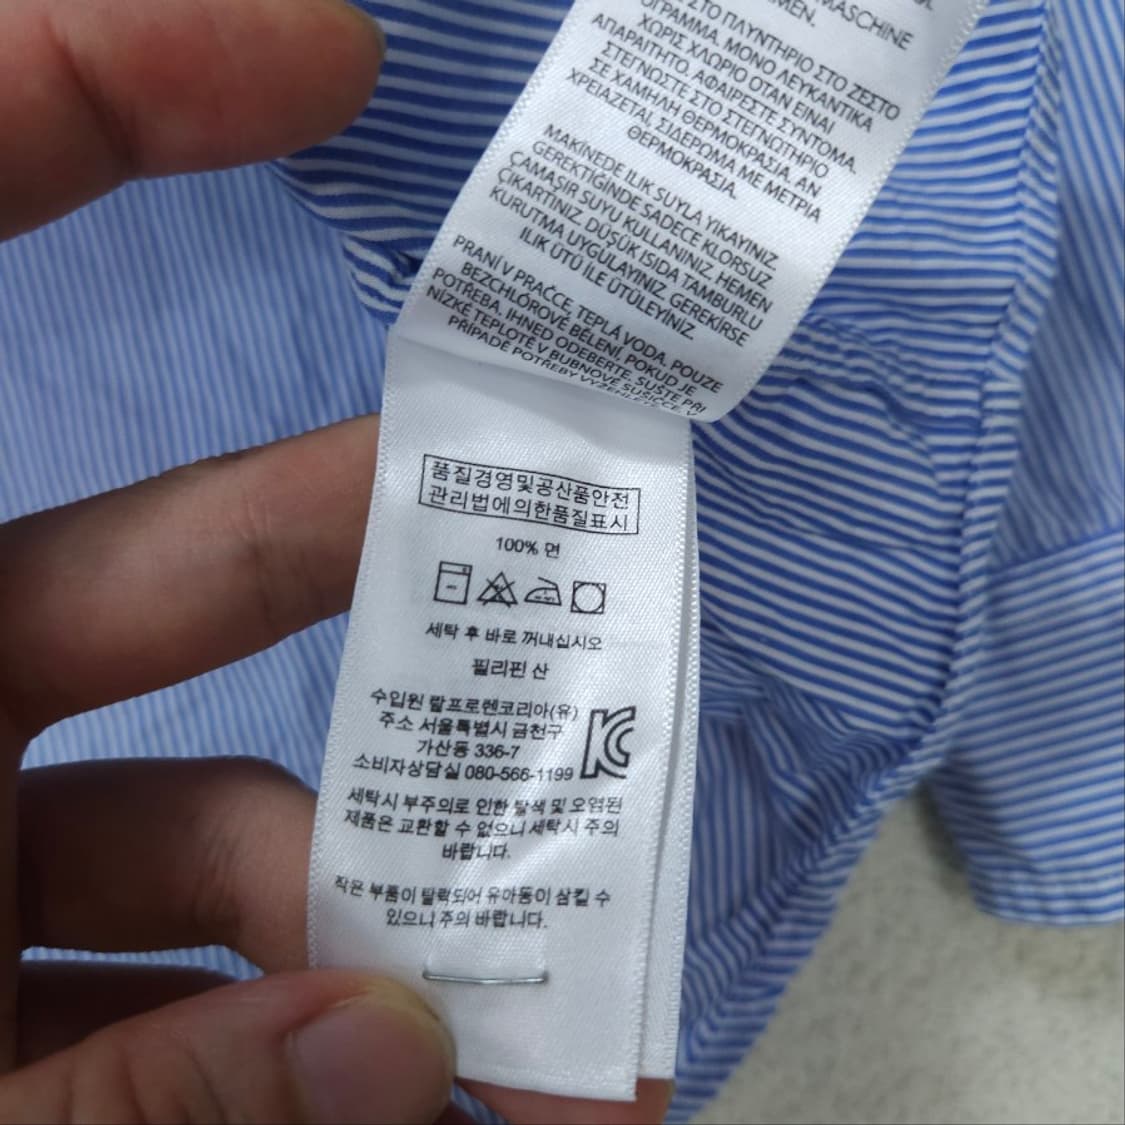 MASCHINE
ΣΤΟ ΠΛΥΝΤΗΡΙΟ ΣΤΟ ΖΕΣΤΟ
ΟΓΡΑΜΜΑ. ΜΟΝΟ ΛΕΥΚΑΝΤΙΚΑ
ΧΩΡΙΣ ΧΛΩΡΙΟ ΟΤΑΝ ΕΙΝΑΙ
ΑΠΑΡΑΙΤΗΤΟ. ΑΦΑΙΡΕΣΤΕ ΣΥΝΤΟΜΑ.
ΣΤΕΓΝΩΣΤΕ ΣΤΟ ΣΤΕΓΝΩΤΗΡΙΟ
ΣΕ ΧΑΜΗΛΗ ΘΕΡΜΟΚΡΑΣΙΑ. ΑΝ
ΧΡΕΙΑΖΕΤΑΙ, ΣΙΔΕΡΩΜΑ ΜΕ ΜΕΤΡΙΑ
ΘΕΡΜΟΚΡΑΣΙΑ.
MAKİNEDE ILIK SUYLA YIKAYINIZ.
GEREKTİĞİNDE SADECE KLORSUZ
ÇAMAŞIR SUYU KULLANINIZ. HEMEN
ÇIKARTINIZ. DÜŞÜK ISIDA TAMBURLU
KURUTMA UYGULAYINIZ. GEREKİRSE
ILIK ÜTÜ İLE ÜTÜLEYİNİZ.
PRANÍ V PRAČCE, TEPLÁ VODA. POUZE
BEZCHLÓROVÉ BĚLENÍ, POKUD JE
POTŘEBA. IHNED ODEBERTE. SUŠTE PŘI
NÍZKÉ TEPLOTĚ V BUBNOVÉ SUŠIČCE. V
PŘÍPADĚ POTŘEBY VYŽEHLETE
품질경영및공산품안전
관리법에의한품질표시
100% 면
세탁 후 바로 꺼내십시오
필리핀 산
수입원 랄프로렌코리아(유)
주소 서울특별시 금천구
가산동 336-7
소비자상담실 080-566-1199
세탁시 부주의로 인한 탈색 및 오염된
제품은 교환할 수 없으니 세탁시 주의
바랍니다.
작은 부품이 탈락되어 유아동이 삼킬 수
있으니 주의 바랍니다.